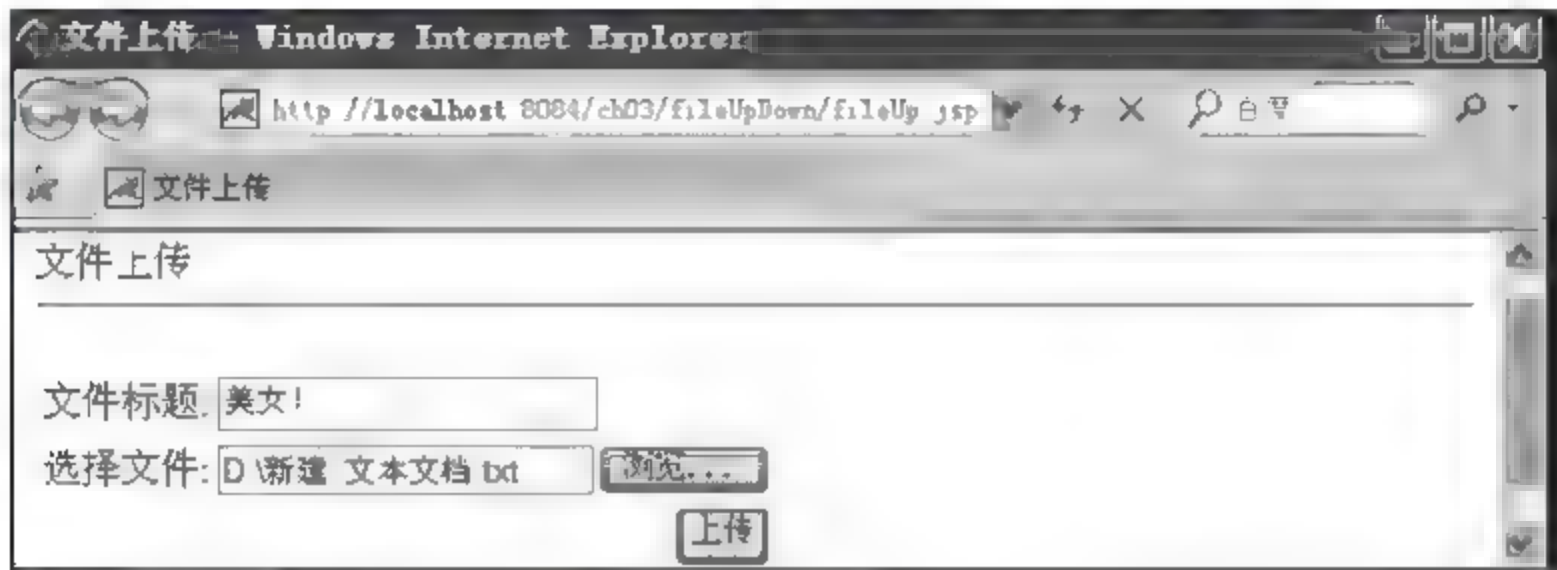 文件上传 - Windows Internet Explorer
http //localhost 8084/ch03/fileUpDown/fileUp jsp
文件上传
文件上传
文件标题. 美女!
选择文件: D \新建 文本文档 txt 浏览...
上传